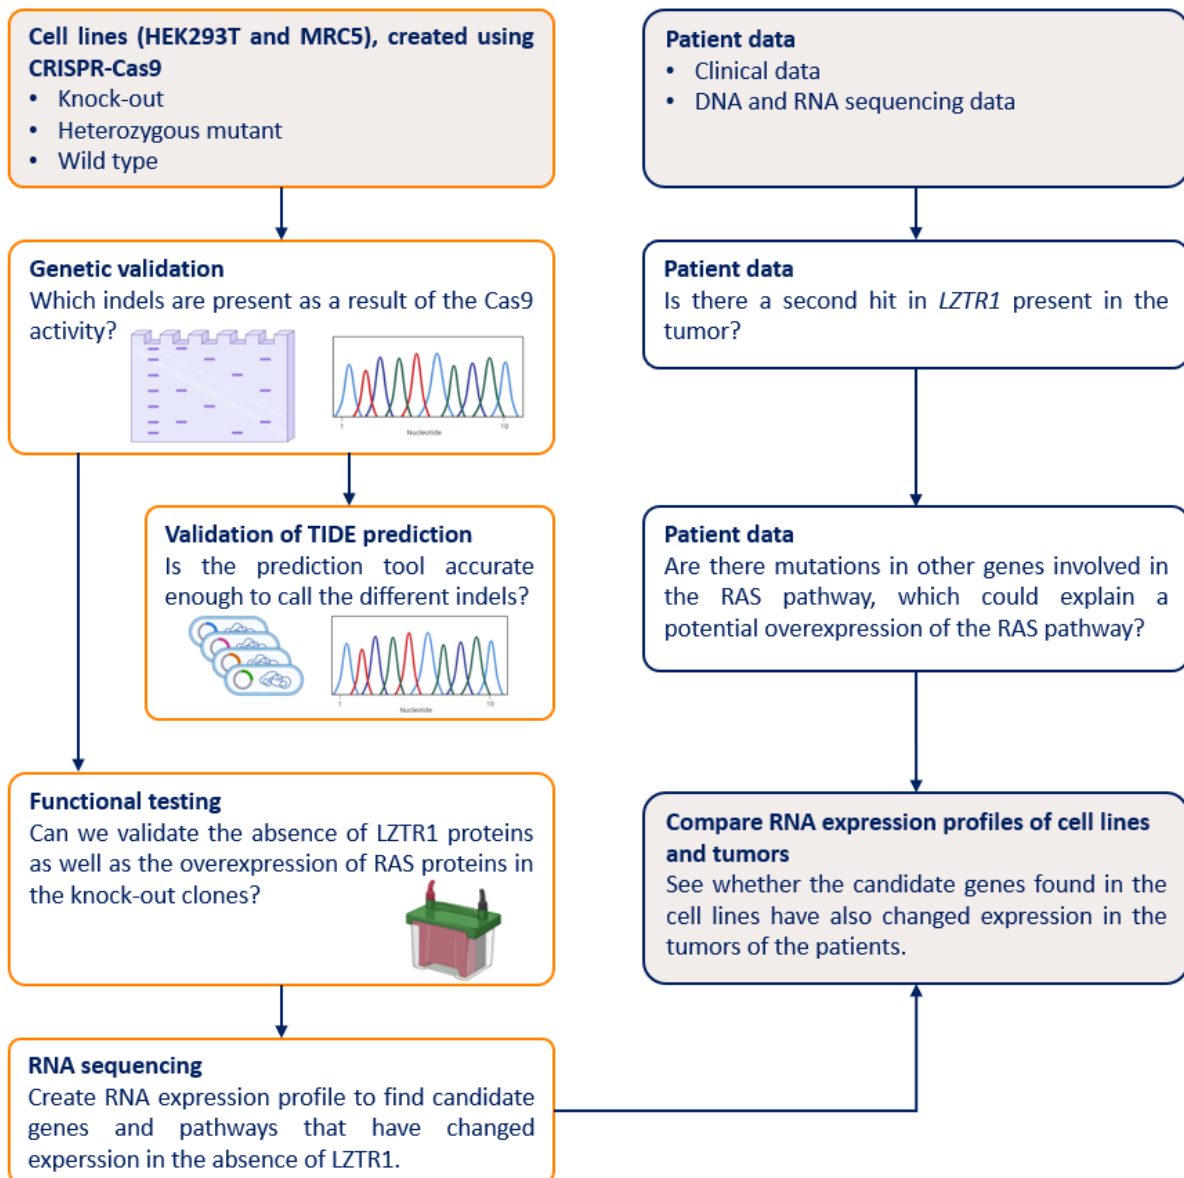 Cell lines (HEK293T and MRC5), created using
CRISPR-Cas9
• Knock-out
• Heterozygous mutant
• Wild type
Genetic validation
Which indels are present as a result of the Cas9
activity?
1
10
Nucleotide
Validation of TIDE prediction
Is the prediction tool accurate
enough to call the different indels?
1
10
Nucleotide
Functional testing
Can we validate the absence of LZTR1 proteins
as well as the overexpression of RAS proteins in
the knock-out clones?
RNA sequencing
Create RNA expression profile to find candidate
genes and pathways that have changed
experssion in the absence of LZTR1.
Patient data
• Clinical data
• DNA and RNA sequencing data
Patient data
Is there a second hit in LZTR1 present in the
tumor?
Patient data
Are there mutations in other genes involved in
the RAS pathway, which could explain a
potential overexpression of the RAS pathway?
Compare RNA expression profiles of cell lines
and tumors
See whether the candidate genes found in the
cell lines have also changed expression in the
tumors of the patients.